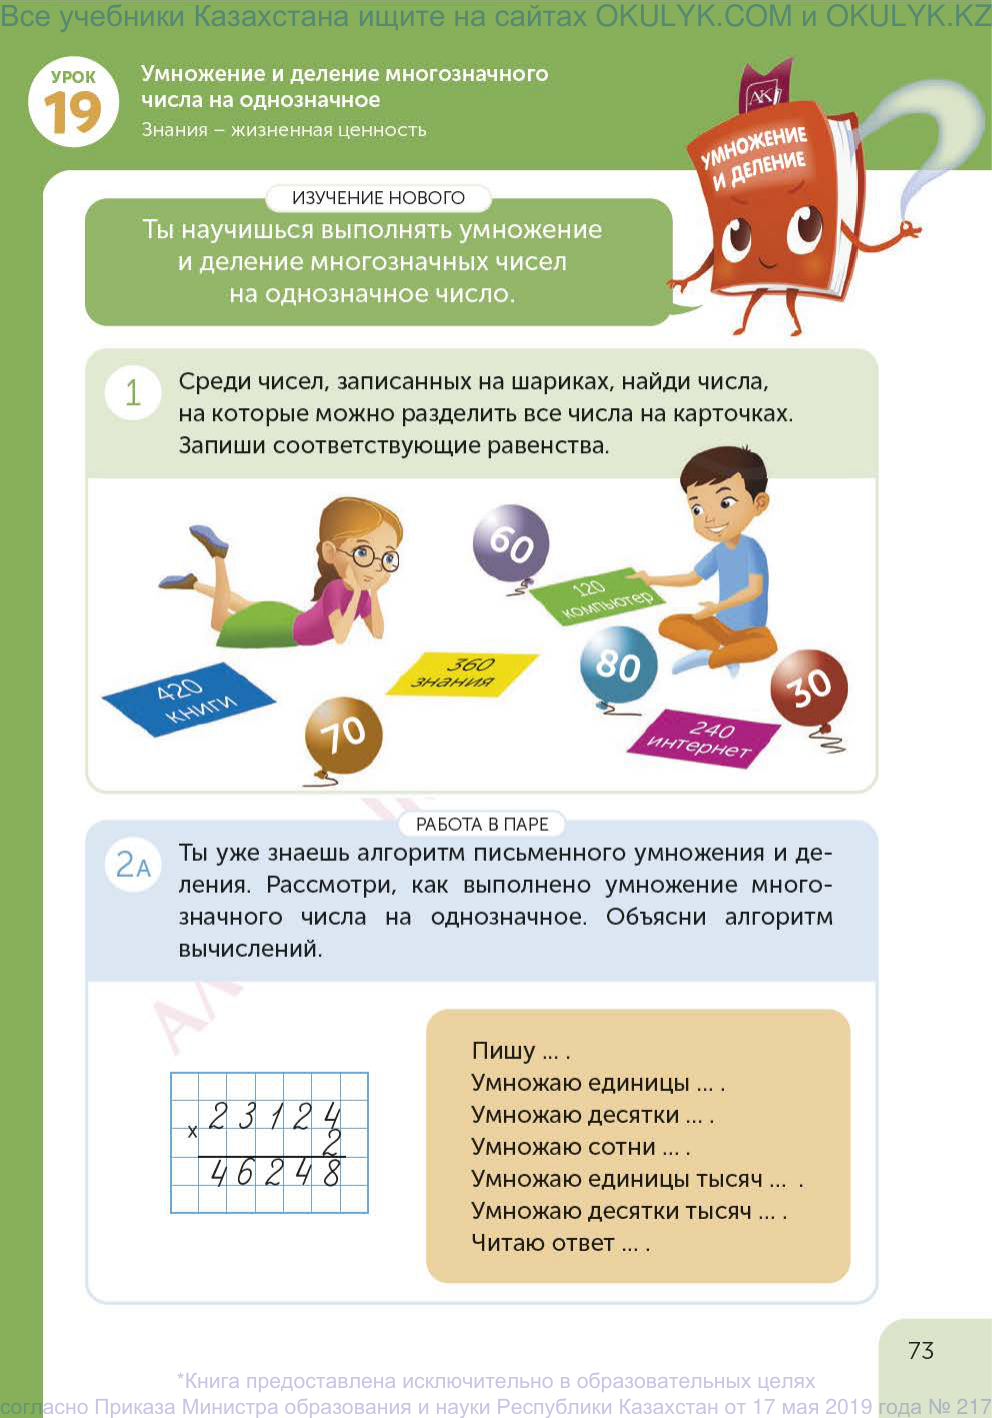 Все учебники Казахстана ищите на сайтах OKULYK.COM и OKULYK.KZ
УРОК
19
Умножение и деление многозначного
числа на однозначное
Знания – жизненная ценность
АК
УМНОЖЕНИЕ
И ДЕЛЕНИЕ
ИЗУЧЕНИЕ НОВОГО
Ты научишься выполнять умножение
и деление многозначных чисел
на однозначное число.
1
Среди чисел, записанных на шариках, найди числа,
на которые можно разделить все числа на карточках.
Запиши соответствующие равенства.
60
120
компьютер
360
знания
80
30
420
книги
70
240
интернет
РАБОТА В ПАРЕ
2А
Ты уже знаешь алгоритм письменного умножения и де-
ления. Рассмотри, как выполнено умножение много-
значного числа на однозначное. Объясни алгоритм
вычислений.
23124
х
2
46248
Пишу ... .
Умножаю единицы ... .
Умножаю десятки ... .
Умножаю сотни ... .
Умножаю единицы тысяч ... .
Умножаю десятки тысяч ... .
Читаю ответ ... .
73
*Книга предоставлена исключительно в образовательных целях
согласно Приказа Министра образования и науки Республики Казахстан от 17 мая 2019 года № 217